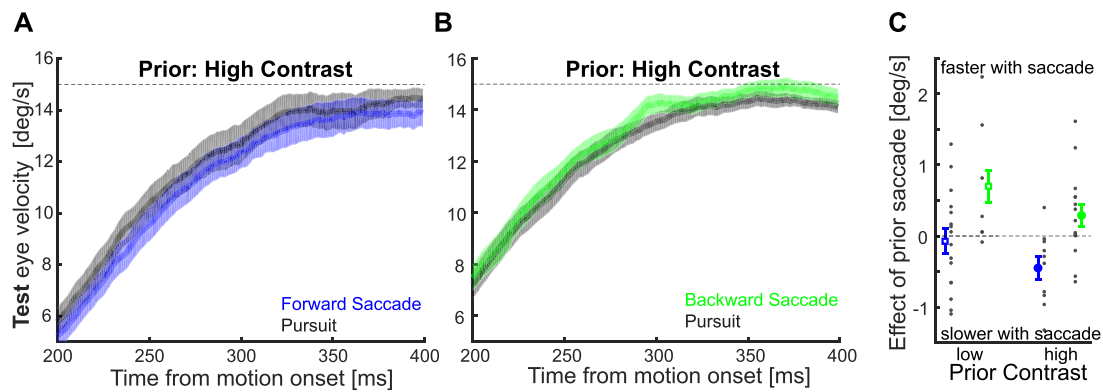 A
Prior: High Contrast
Test eye velocity [deg/s]
16
14
12
10
8
6
Forward Saccade
Pursuit
200
250
300
350
400
Time from motion onset [ms]
B
Prior: High Contrast
16
14
12
10
8
6
Backward Saccade
Pursuit
200
250
300
350
400
Time from motion onset [ms]
C
Effect of prior saccade [deg/s]
faster with saccade
2
1
0
-1
slower with saccade
low
high
Prior Contrast